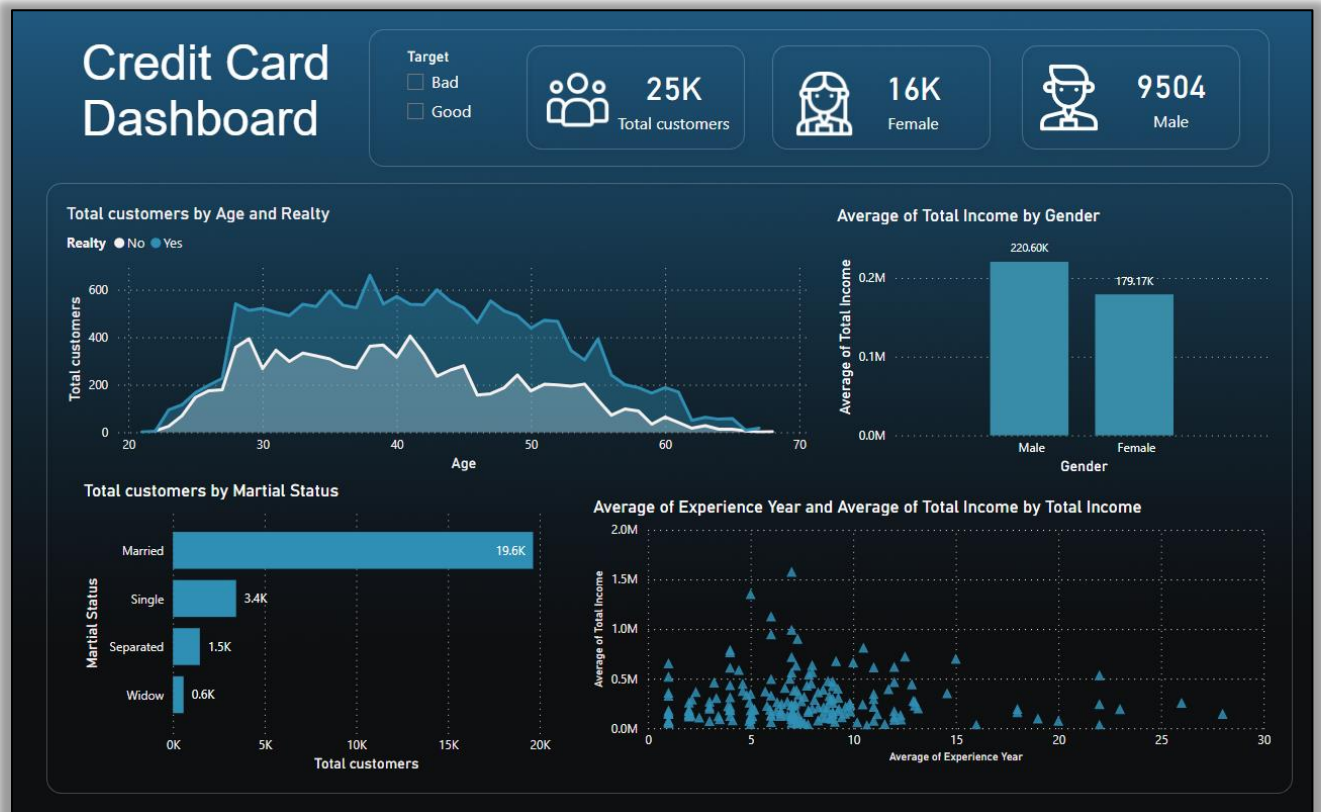 Credit Card
Dashboard
Target
Bad
Good
25K
Total customers
16K
Female
9504
Male
Total customers by Age and Realty
Realty No Yes
Total customers
600
400
200
0
20 30 40 50 60 70
Age
Average of Total Income by Gender
Average of Total Income
0.2M
0.1M
0.0M
220.60K
179.17K
Male Female
Gender
Total customers by Martial Status
Martial Status
Married 19.6K
Single 3.4K
Separated 1.5K
Widow 0.6K
0K 5K 10K 15K 20K
Total customers
Average of Experience Year and Average of Total Income by Total Income
Average of Total Income
2.0M
1.5M
1.0M
0.5M
0.0M
0 5 10 15 20 25 30
Average of Experience Year